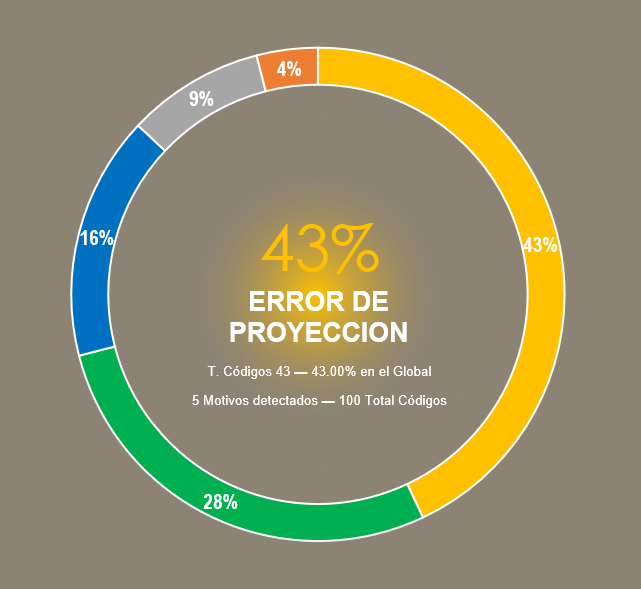 4%
9%
43%
16%
43%
ERROR DE
PROYECCION
T. Códigos 43 — 43.00% en el Global
5 Motivos detectados — 100 Total Códigos
28%